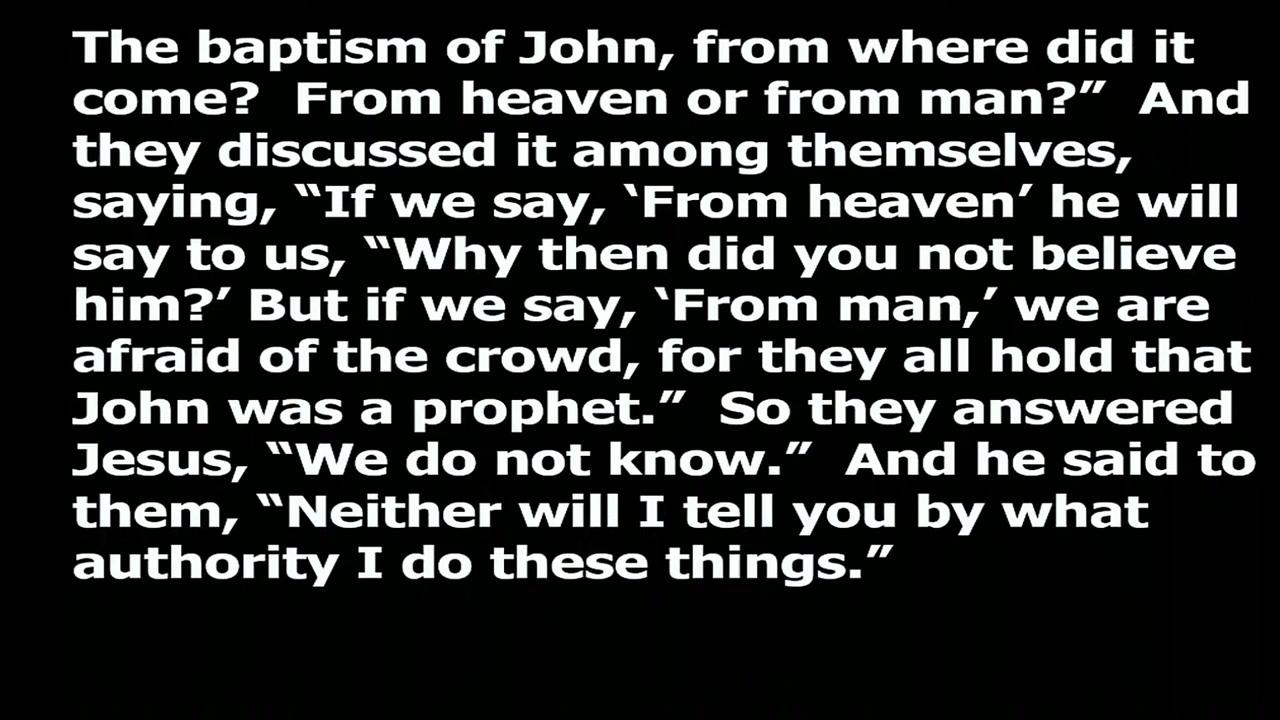 The baptism of John, from where did it
come?  From heaven or from man?”  And
they discussed it among themselves,
saying, “If we say, ‘From heaven’ he will
say to us, “Why then did you not believe
him?’ But if we say, ‘From man,’ we are
afraid of the crowd, for they all hold that
John was a prophet.”  So they answered
Jesus, “We do not know.”  And he said to
them, “Neither will I tell you by what
authority I do these things.”